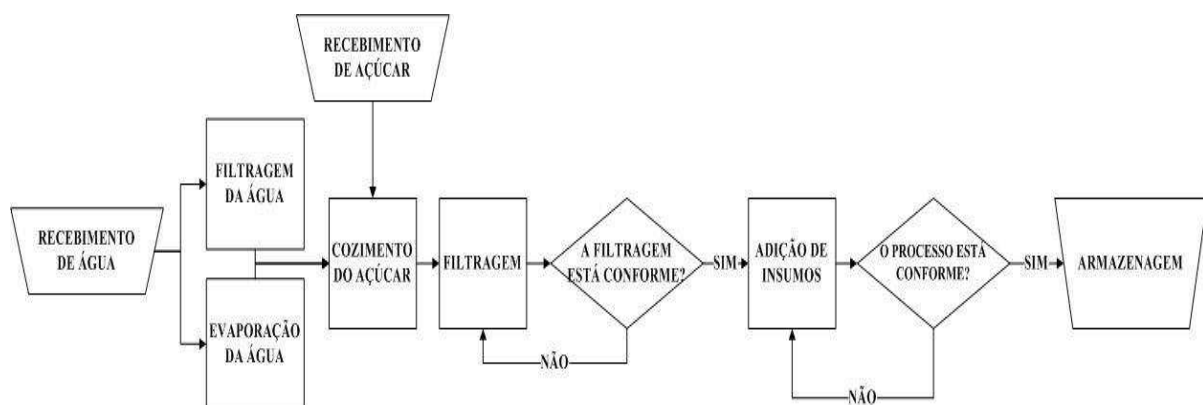 RECEBIMENTO
DE AÇÚCAR
FILTRAGEM
DA ÁGUA
RECEBIMENTO
DE ÁGUA
EVAPORAÇÃO
DA ÁGUA
COZIMENTO
DO AÇÚCAR
FILTRAGEM
A FILTRAGEM
ESTÁ CONFORME?
SIM
NÃO
ADIÇÃO DE
INSUMOS
O PROCESSO ESTÁ
CONFORME?
SIM
NÃO
ARMAZENAGEM